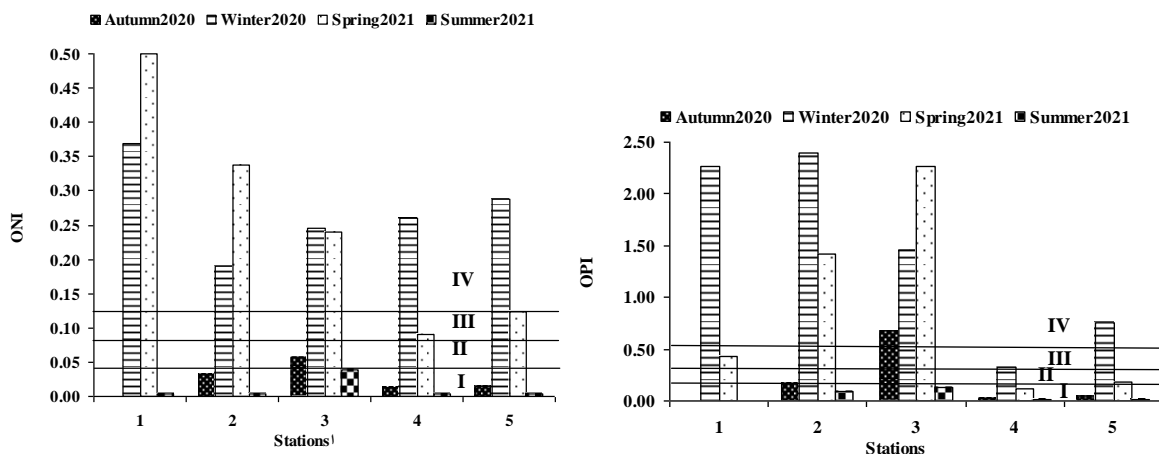 Autumn2020 Winter2020 Spring2021 Summer2021
0.50
0.45
0.40
0.35
0.30
0.25
0.20
0.15
0.10
0.05
0.00
ONI
IV
III
II
I
1 2 3 4 5
Stations
Autumn2020 Winter2020 Spring2021 Summer2021
2.50
2.00
1.50
1.00
0.50
0.00
OPI
IV
III
II
I
1 2 3 4 5
Stations